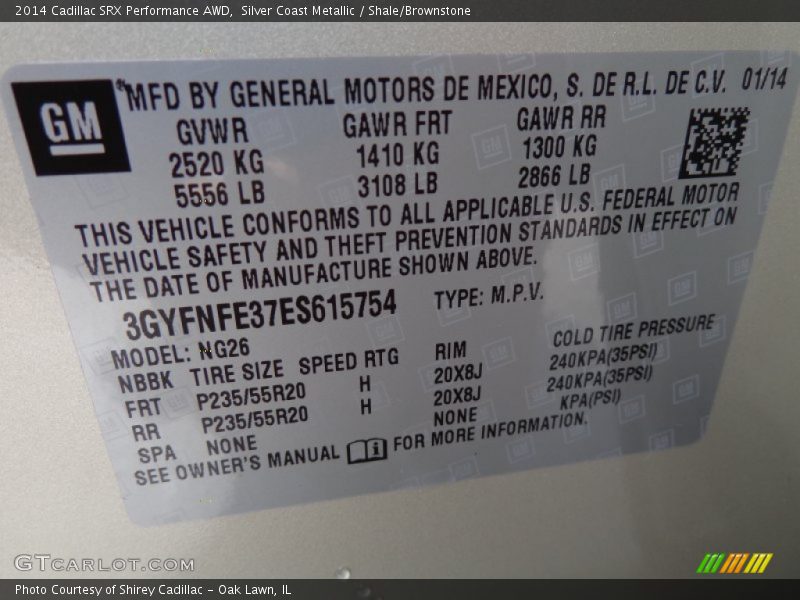 2014 Cadillac SRX Performance AWD,  Silver Coast Metallic / Shale/Brownstone
GM
MFD BY GENERAL MOTORS DE MEXICO, S. DE R.L. DE C.V. 01/14
GVWR GAWR FRT GAWR RR
2520 KG 1410 KG 1300 KG
5556 LB 3108 LB 2866 LB
THIS VEHICLE CONFORMS TO ALL APPLICABLE U.S. FEDERAL MOTOR
VEHICLE SAFETY AND THEFT PREVENTION STANDARDS IN EFFECT ON
THE DATE OF MANUFACTURE SHOWN ABOVE.
3GYFNFE37ES615754 TYPE: M.P.V.
MODEL: NG26
NBBK TIRE SIZE SPEED RTG RIM COLD TIRE PRESSURE
FRT P235/55R20 H 20X8J 240KPA(35PSI)
RR P235/55R20 H 20X8J 240KPA(35PSI)
SPA NONE NONE KPA(PSI)
SEE OWNER'S MANUAL FOR MORE INFORMATION.
GTCARLOT.COM
Photo Courtesy of Shirey Cadillac - Oak Lawn, IL